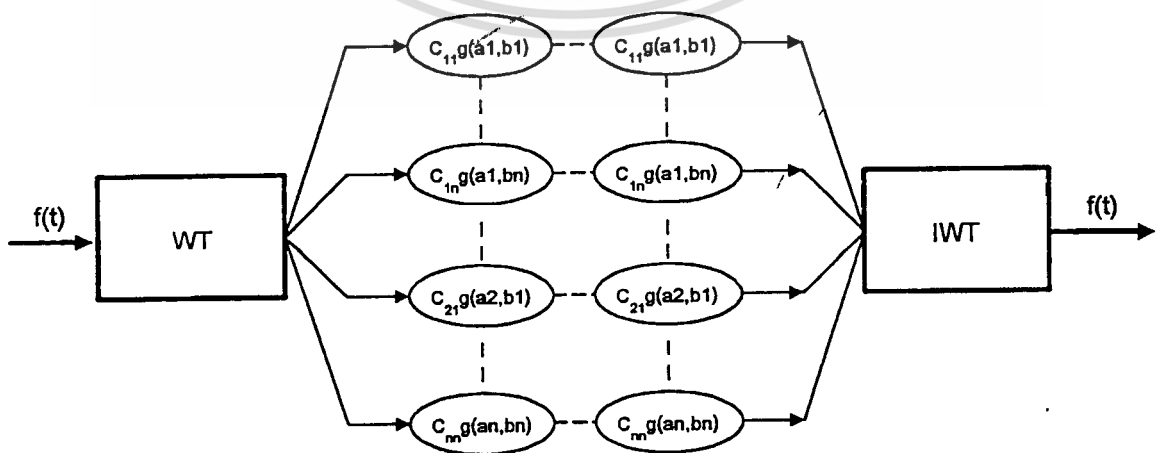 C₁₁g(a1,b1) C₁₁g(a1,b1)
C₁ₙg(a1,bn) C₁ₙg(a1,bn)
f(t) WT IWT f(t)
C₂₁g(a2,b1) C₂₁g(a2,b1)
Cₙₙg(an,bn) Cₙₙg(an,bn)